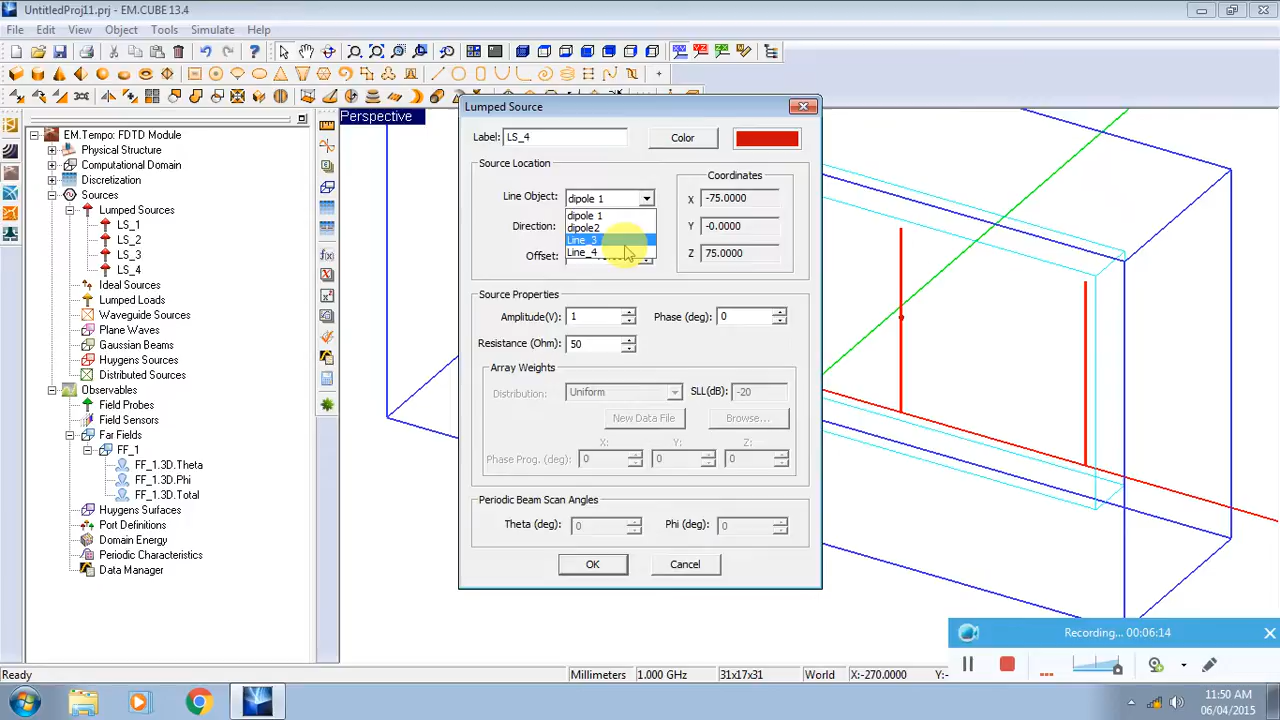 UntitledProj11.prj - EM.CUBE 13.4
File Edit View Object Tools Simulate Help
Perspective
EM.Tempo: FDTD Module
Physical Structure
Computational Domain
Discretization
Sources
Lumped Sources
LS_1
LS_2
LS_3
LS_4
Ideal Sources
Lumped Loads
Waveguide Sources
Plane Waves
Gaussian Beams
Huygens Sources
Distributed Sources
Observables
Field Probes
Field Sensors
Far Fields
FF_1
FF_1.3D.Theta
FF_1.3D.Phi
FF_1.3D.Total
Huygens Surfaces
Port Definitions
Domain Energy
Periodic Characteristics
Data Manager
Lumped Source
Label: LS_4 Color
Source Location
Line Object: dipole 1
dipole 1
dipole2
Line_3
Line_4
Direction:
Offset:
Coordinates
X -75.0000
Y -0.0000
Z 75.0000
Source Properties
Amplitude(V): 1 Phase (deg): 0
Resistance (Ohm): 50
Array Weights
Distribution: Uniform SLL(dB): -20
New Data File Browse...
X: Y: Z:
Phase Prog. (deg): 0 0 0
Periodic Beam Scan Angles
Theta (deg): 0 Phi (deg): 0
OK Cancel
Recording... 00:06:14
Ready Millimeters 1.000 GHz 31x17x31 World X:-270.0000 Y:-
11:50 AM
06/04/2015